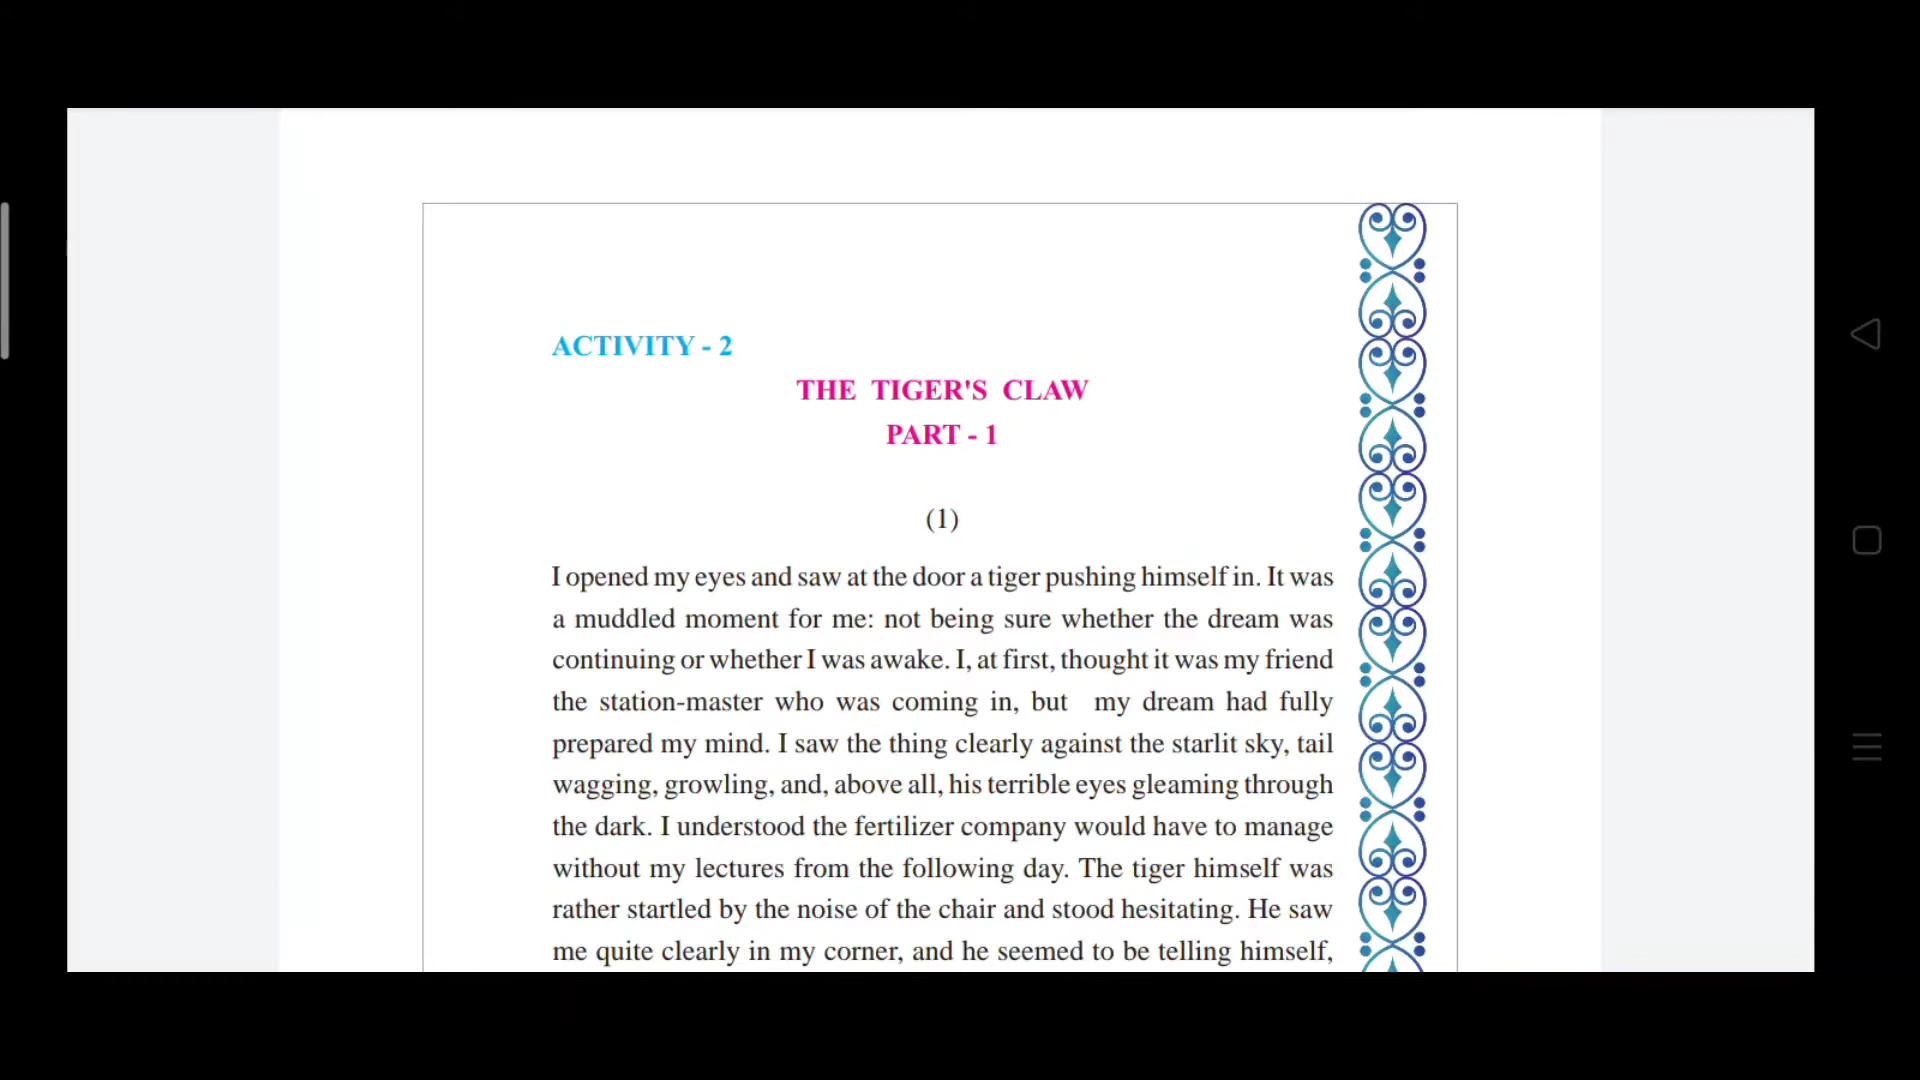 ACTIVITY - 2
THE TIGER'S CLAW
PART - 1
(1)
I opened my eyes and saw at the door a tiger pushing himself in. It was
a muddled moment for me: not being sure whether the dream was
continuing or whether I was awake. I, at first, thought it was my friend
the station-master who was coming in, but my dream had fully
prepared my mind. I saw the thing clearly against the starlit sky, tail
wagging, growling, and, above all, his terrible eyes gleaming through
the dark. I understood the fertilizer company would have to manage
without my lectures from the following day. The tiger himself was
rather startled by the noise of the chair and stood hesitating. He saw
me quite clearly in my corner, and he seemed to be telling himself,